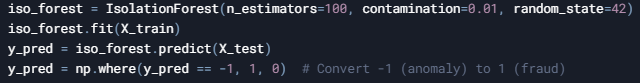 iso_forest = IsolationForest(n_estimators=100, contamination=0.01, random_state=42)
iso_forest.fit(X_train)
y_pred = iso_forest.predict(X_test)
y_pred = np.where(y_pred == -1, 1, 0)  # Convert -1 (anomaly) to 1 (fraud)